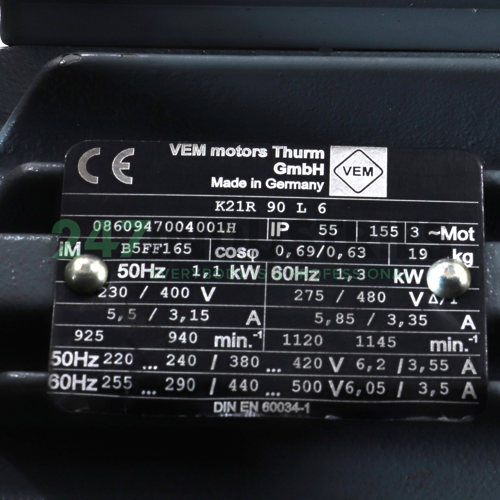 CE VEM motors Thurm GmbH VEM
Made in Germany
K21R 90 L 6
0860947004001H IP 55 155 3 ~Mot
IM B5FF165 cosφ 0,69/0,63 19 kg
50Hz 1,1 kW 60Hz 1,3 kW
230 / 400 V 275 / 480 V Δ/Y
5,5 / 3,15 A 5,85 / 3,35 A
925 940 min.-1 1120 1145 min.-1
50Hz 220 ... 240 / 380 ... 420 V 6,2 / 3,55 A
60Hz 255 ... 290 / 440 ... 500 V 6,05 / 3,5 A
DIN EN 60034-1